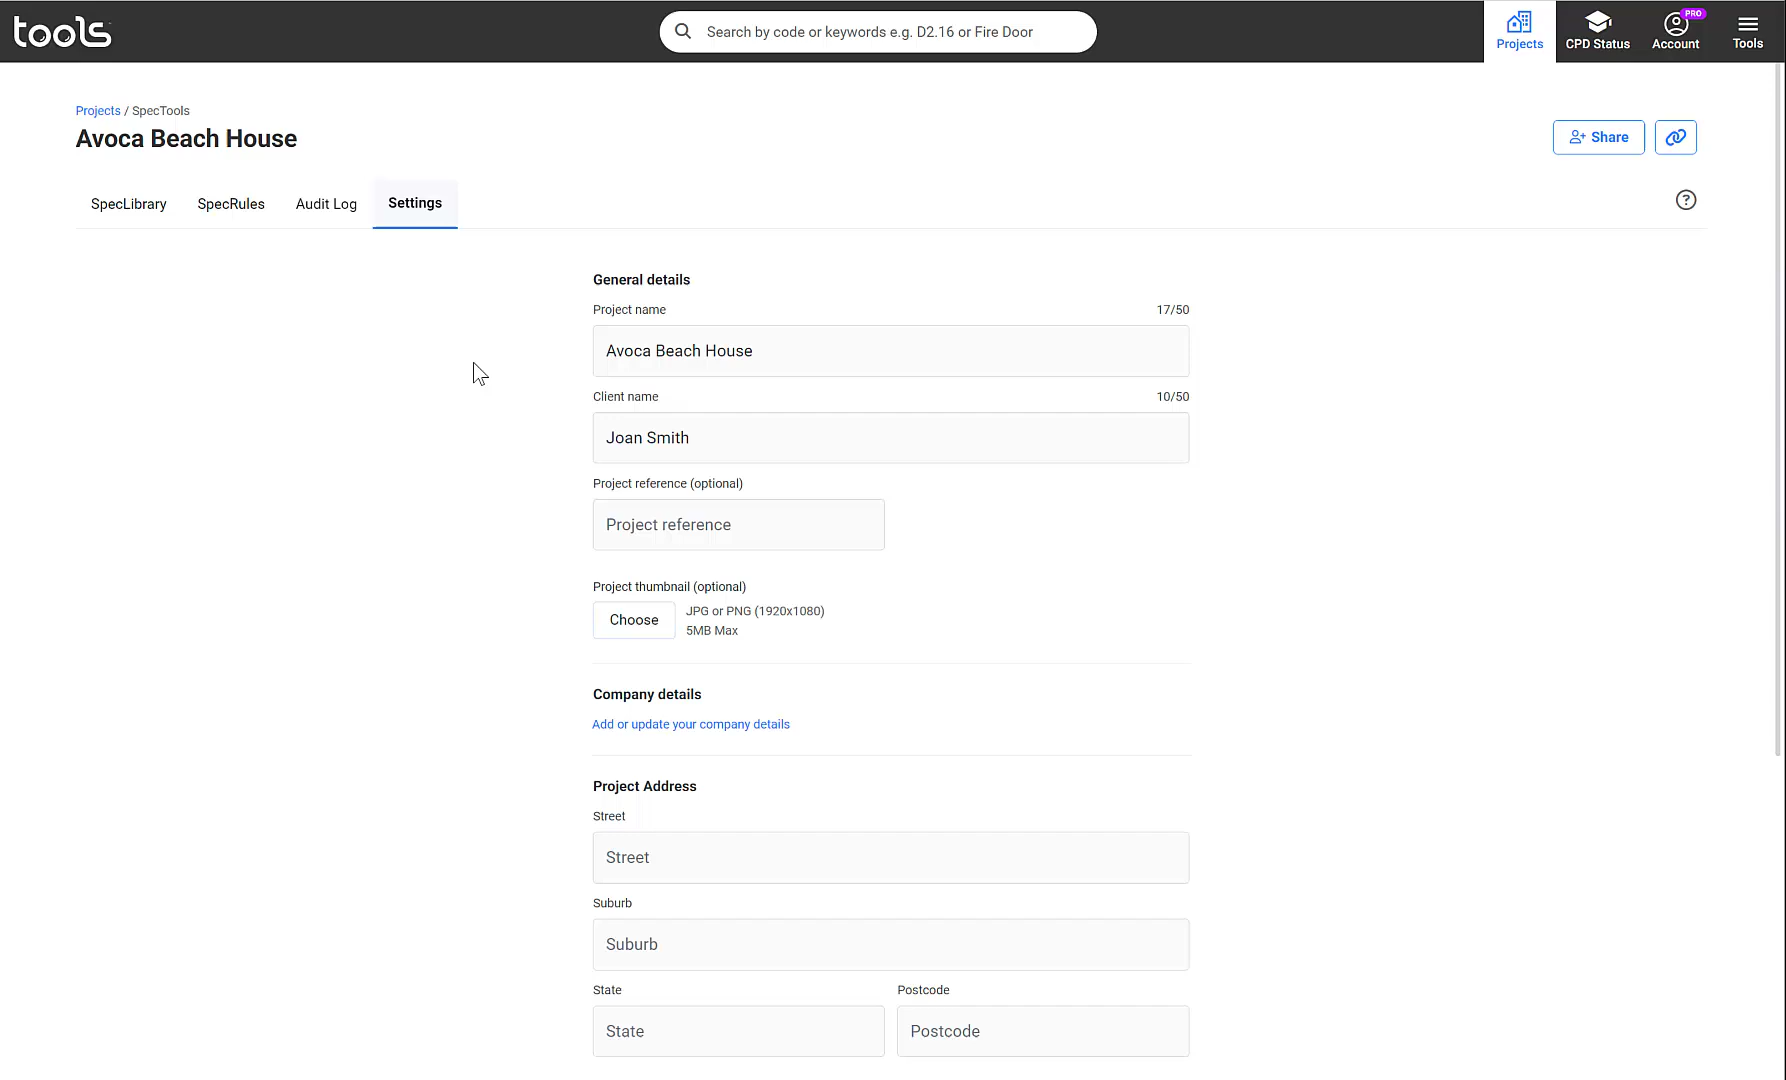 tools
Search by code or keywords e.g. D2.16 or Fire Door
Projects
CPD Status
PRO
Account
Tools
Projects / SpecTools
Avoca Beach House
Share
SpecLibrary
SpecRules
Audit Log
Settings
?
General details
Project name 17/50
Avoca Beach House
Client name 10/50
Joan Smith
Project reference (optional)
Project reference
Project thumbnail (optional)
Choose
JPG or PNG (1920x1080)
5MB Max
Company details
Add or update your company details
Project Address
Street
Street
Suburb
Suburb
State Postcode
State Postcode